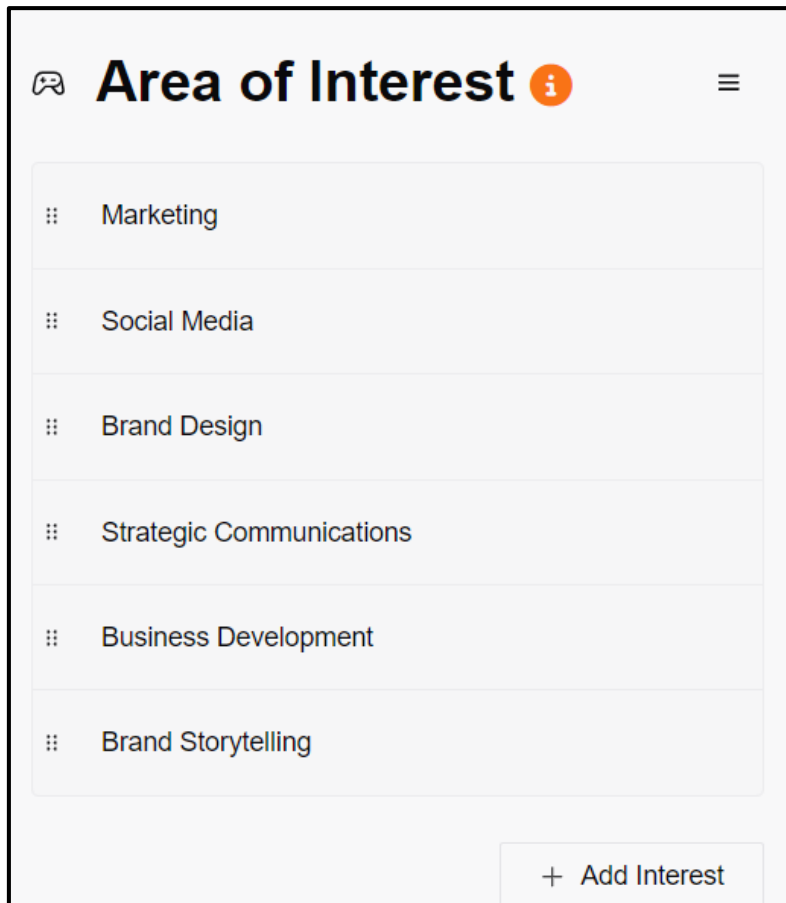 Area of Interest i
Marketing
Social Media
Brand Design
Strategic Communications
Business Development
Brand Storytelling
+ Add Interest